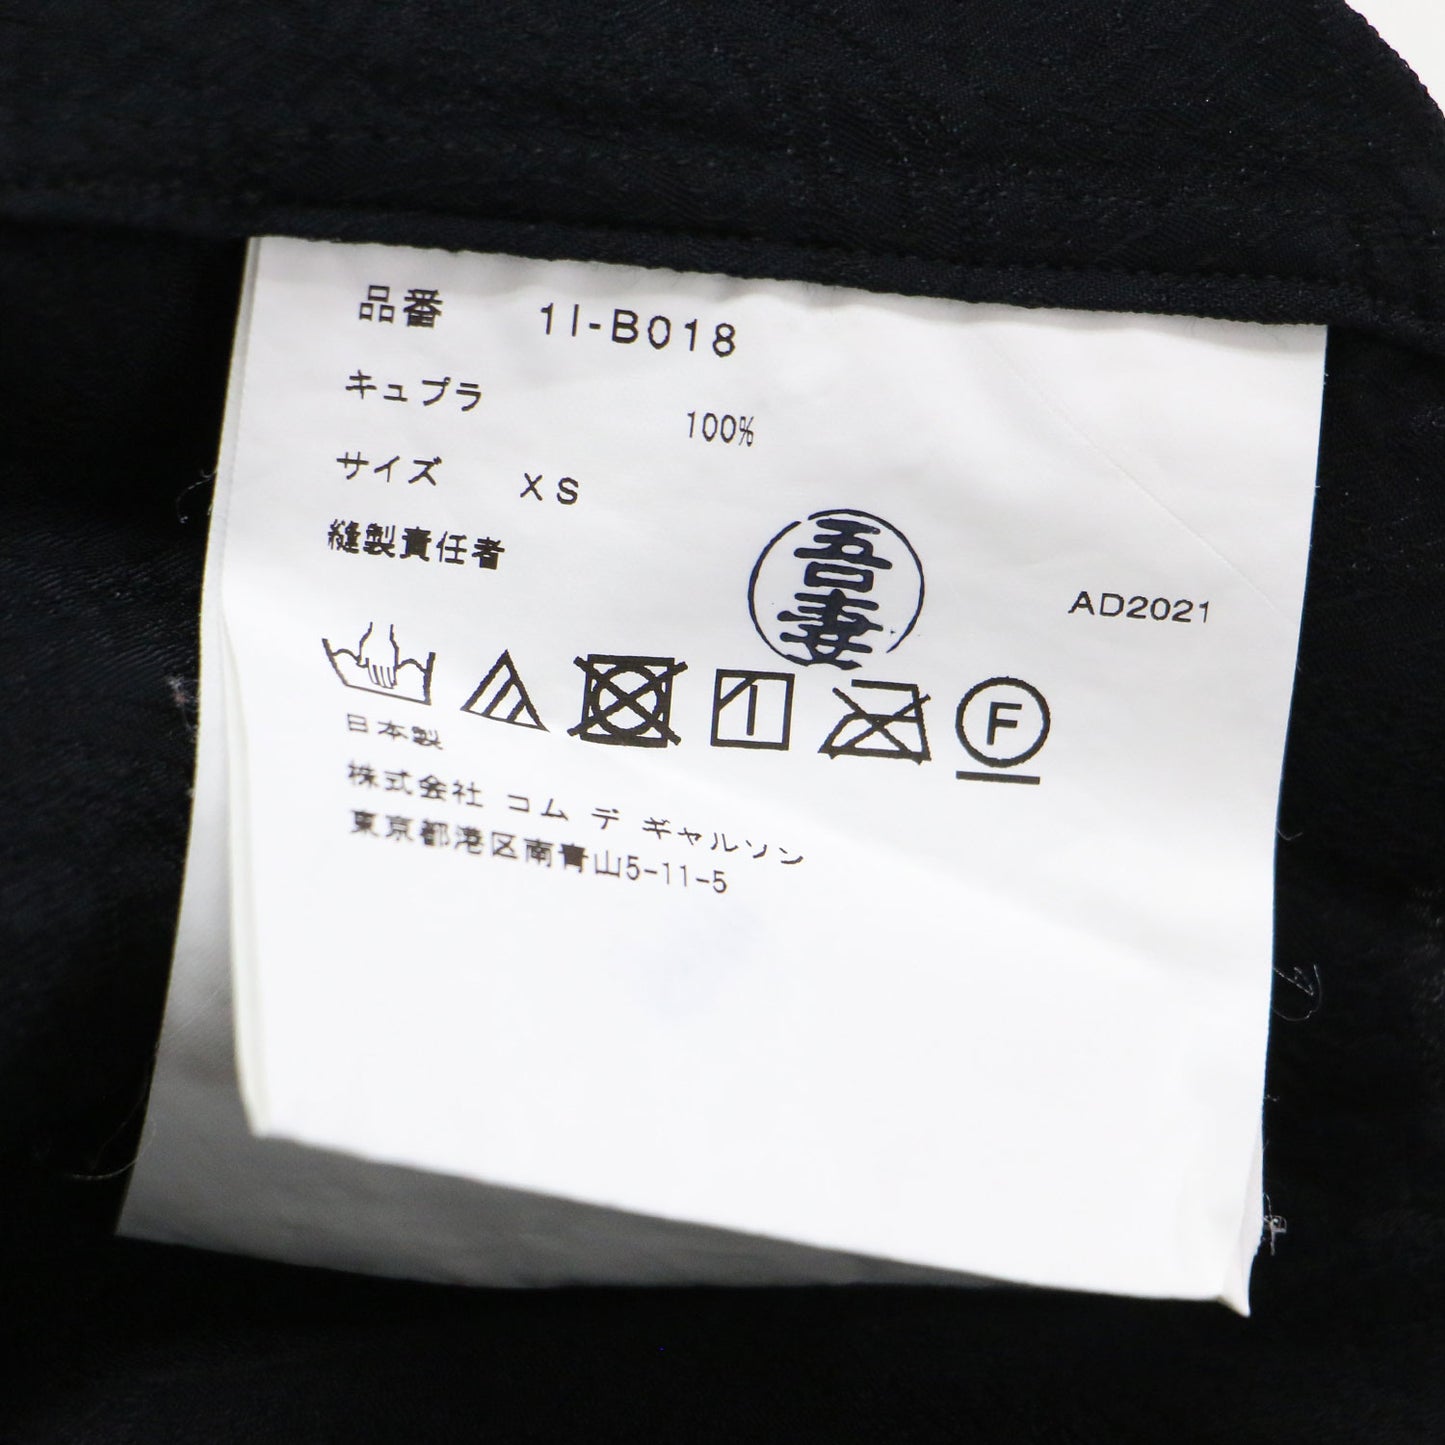 品番 1I-B018
キュプラ 100%
サイズ XS
縫製責任者 吾妻 AD2021
F
日本製
株式会社 コム デ ギャルソン
東京都港区南青山5-11-5